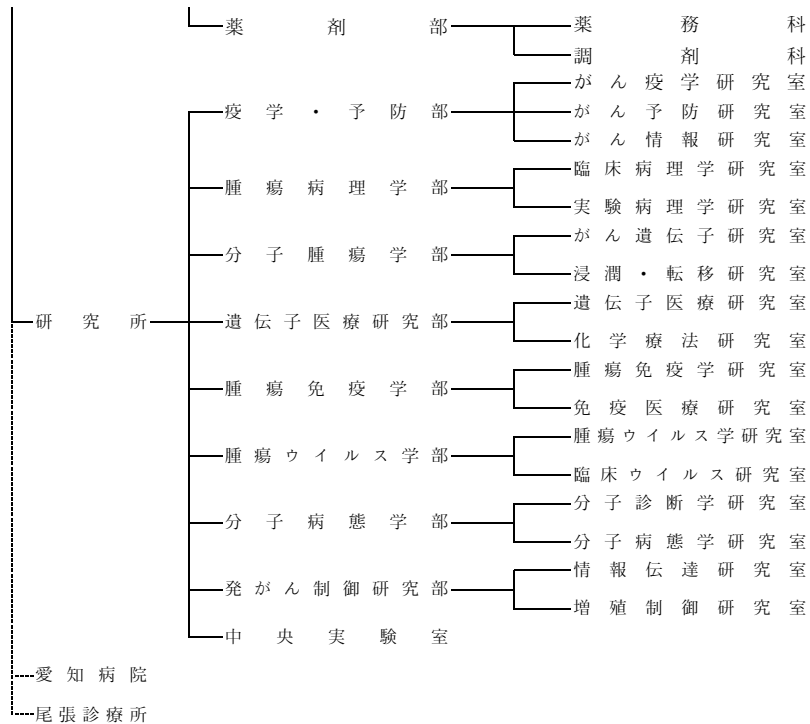 薬剤部
薬務科
調剤科
研究所
疫学・予防部
がん疫学研究室
がん予防研究室
がん情報研究室
腫瘍病理学部
臨床病理学研究室
実験病理学研究室
分子腫瘍学部
がん遺伝子研究室
浸潤・転移研究室
遺伝子医療研究部
遺伝子医療研究室
化学療法研究室
腫瘍免疫学部
腫瘍免疫学研究室
免疫医療研究室
腫瘍ウイルス学部
腫瘍ウイルス学研究室
臨床ウイルス研究室
分子病態学部
分子診断学研究室
分子病態学研究室
発がん制御研究部
情報伝達研究室
増殖制御研究室
中央実験室
愛知病院
尾張診療所